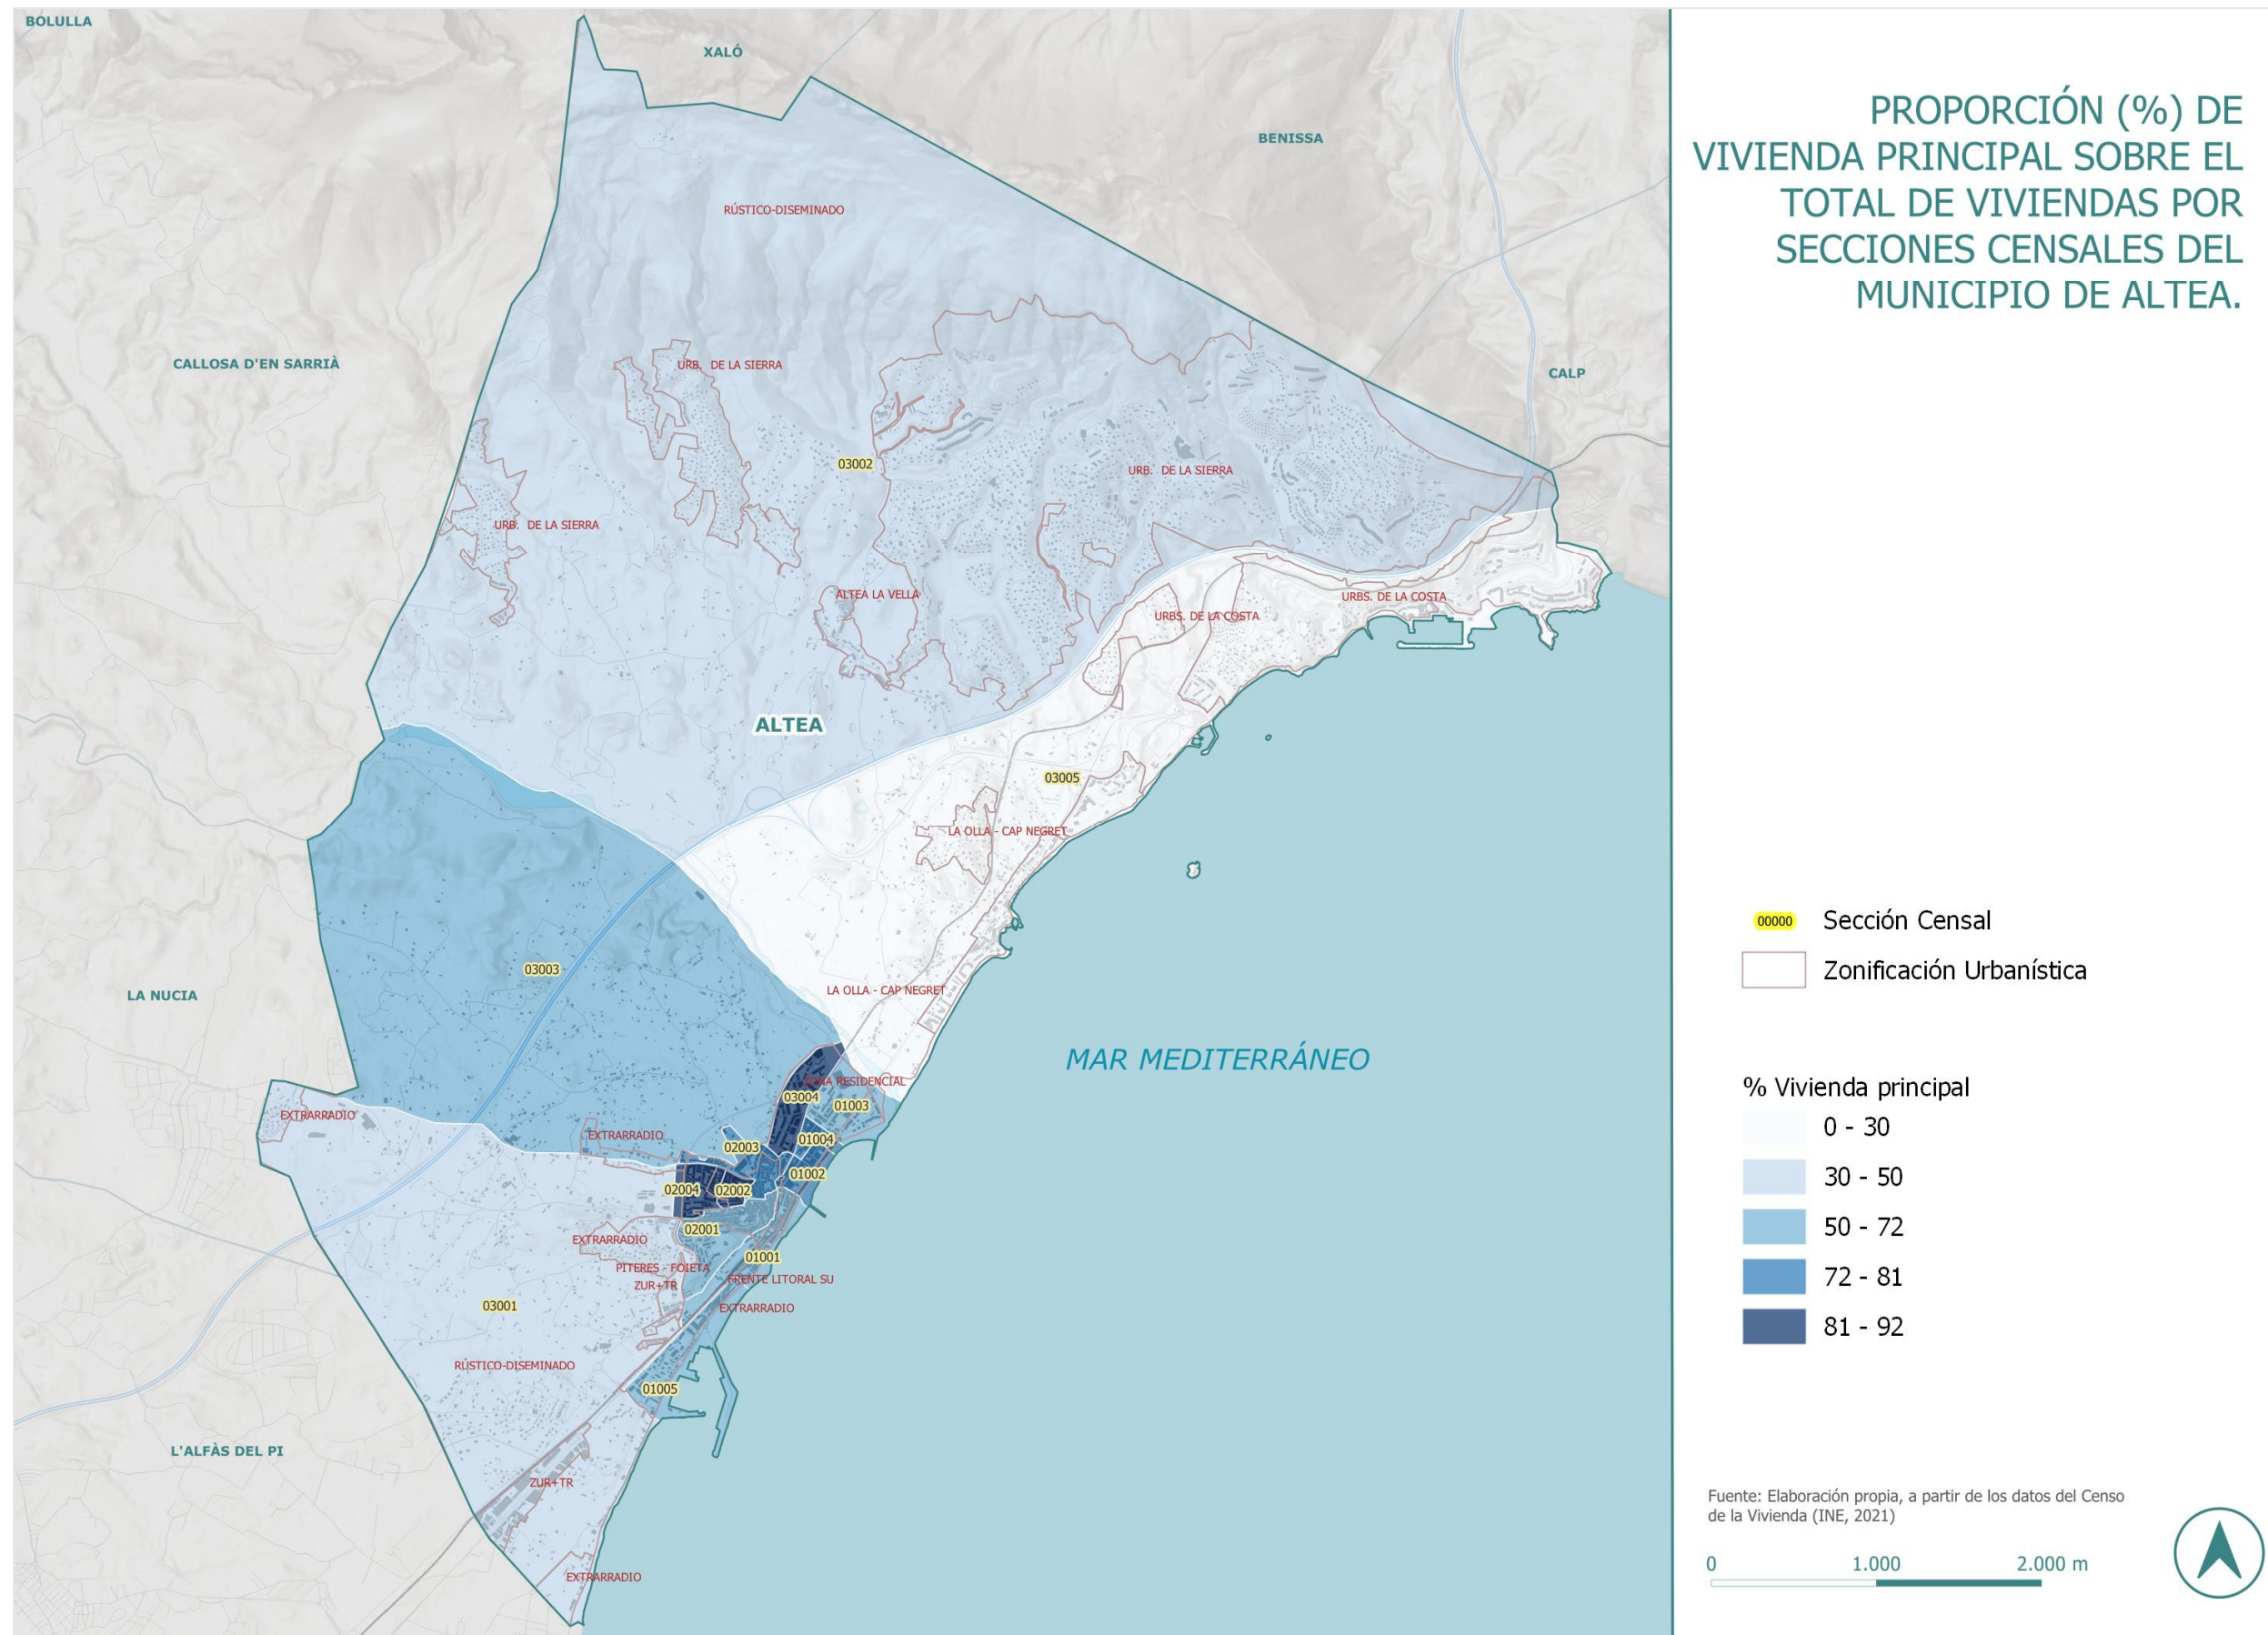 BOLULLA
XALÓ
BENISSA
PROPORCIÓN (%) DE
VIVIENDA PRINCIPAL SOBRE EL
TOTAL DE VIVIENDAS POR
SECCIONES CENSALES DEL
MUNICIPIO DE ALTEA.
RÚSTICO-DISEMINADO
CALLOSA D'EN SARRIÀ
URB. DE LA SIERRA
CALP
03002
URB. DE LA SIERRA
URB. DE LA SIERRA
ALTEA LA VELLA
URBS. DE LA COSTA
URBS. DE LA COSTA
ALTEA
03005
LA OLLA - CAP NEGRET
03003
LA NUCIA
LA OLLA - CAP NEGRET
MAR MEDITERRÁNEO
ZONA RESIDENCIAL
03004
01003
EXTRARRADIO
EXTRARRADIO
01004
02003
01002
02004
02002
02001
EXTRARRADIO
01001
PITERES - FOIETA
ZUR+TR
FRENTE LITORAL SU
EXTRARRADIO
03001
RÚSTICO-DISEMINADO
01005
L'ALFÀS DEL PI
ZUR+TR
EXTRARRADIO
00000 Sección Censal
Zonificación Urbanística
% Vivienda principal
0 - 30
30 - 50
50 - 72
72 - 81
81 - 92
Fuente: Elaboración propia, a partir de los datos del Censo
de la Vivienda (INE, 2021)
0 1.000 2.000 m